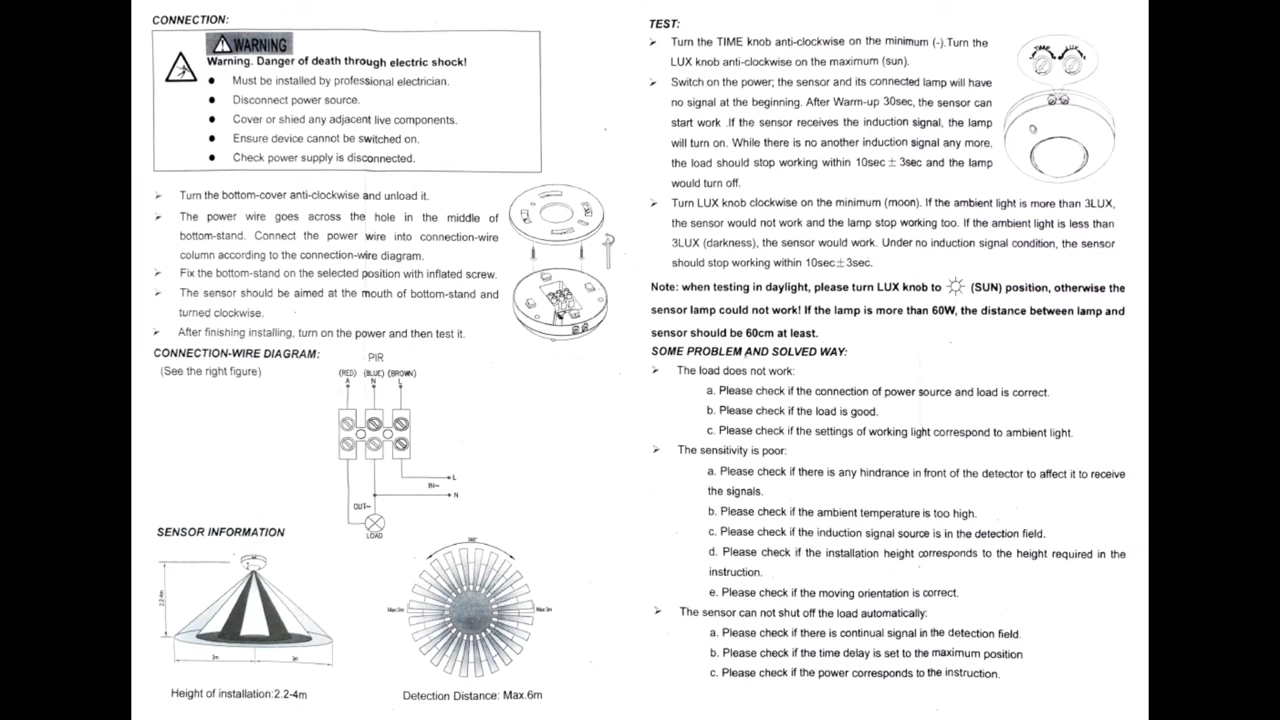 CONNECTION:
WARNING
Warning. Danger of death through electric shock!
● Must be installed by professional electrician.
● Disconnect power source.
● Cover or shied any adjacent live components.
● Ensure device cannot be switched on.
● Check power supply is disconnected.
➢ Turn the bottom-cover anti-clockwise and unload it.
➢ The power wire goes across the hole in the middle of
bottom-stand. Connect the power wire into connection-wire
column according to the connection-wire diagram.
➢ Fix the bottom-stand on the selected position with inflated screw.
➢ The sensor should be aimed at the mouth of bottom-stand and
turned clockwise.
➢ After finishing installing, turn on the power and then test it.
CONNECTION-WIRE DIAGRAM:
(See the right figure)
PIR
(RED) (BLUE) (BROWN)
A N L
L
IN~
N
OUT~
LOAD
SENSOR INFORMATION
2.2-4m
3m 3m
Height of installation:2.2-4m
360°
Max:3m Max:3m
Detection Distance: Max.6m
TEST:
➢ Turn the TIME knob anti-clockwise on the minimum (-).Turn the
LUX knob anti-clockwise on the maximum (sun).
➢ Switch on the power; the sensor and its connected lamp will have
no signal at the beginning. After Warm-up 30sec, the sensor can
start work .If the sensor receives the induction signal, the lamp
will turn on. While there is no another induction signal any more,
the load should stop working within 10sec ± 3sec and the lamp
would turn off.
TIME LUX
➢ Turn LUX knob clockwise on the minimum (moon). If the ambient light is more than 3LUX,
the sensor would not work and the lamp stop working too. If the ambient light is less than
3LUX (darkness), the sensor would work. Under no induction signal condition, the sensor
should stop working within 10sec±3sec.
Note: when testing in daylight, please turn LUX knob to (SUN) position, otherwise the
sensor lamp could not work! If the lamp is more than 60W, the distance between lamp and
sensor should be 60cm at least.
SOME PROBLEM AND SOLVED WAY:
➢ The load does not work:
a. Please check if the connection of power source and load is correct.
b. Please check if the load is good.
c. Please check if the settings of working light correspond to ambient light.
➢ The sensitivity is poor:
a. Please check if there is any hindrance in front of the detector to affect it to receive
the signals.
b. Please check if the ambient temperature is too high.
c. Please check if the induction signal source is in the detection field.
d. Please check if the installation height corresponds to the height required in the
instruction.
e. Please check if the moving orientation is correct.
➢ The sensor can not shut off the load automatically:
a. Please check if there is continual signal in the detection field.
b. Please check if the time delay is set to the maximum position
c. Please check if the power corresponds to the instruction.